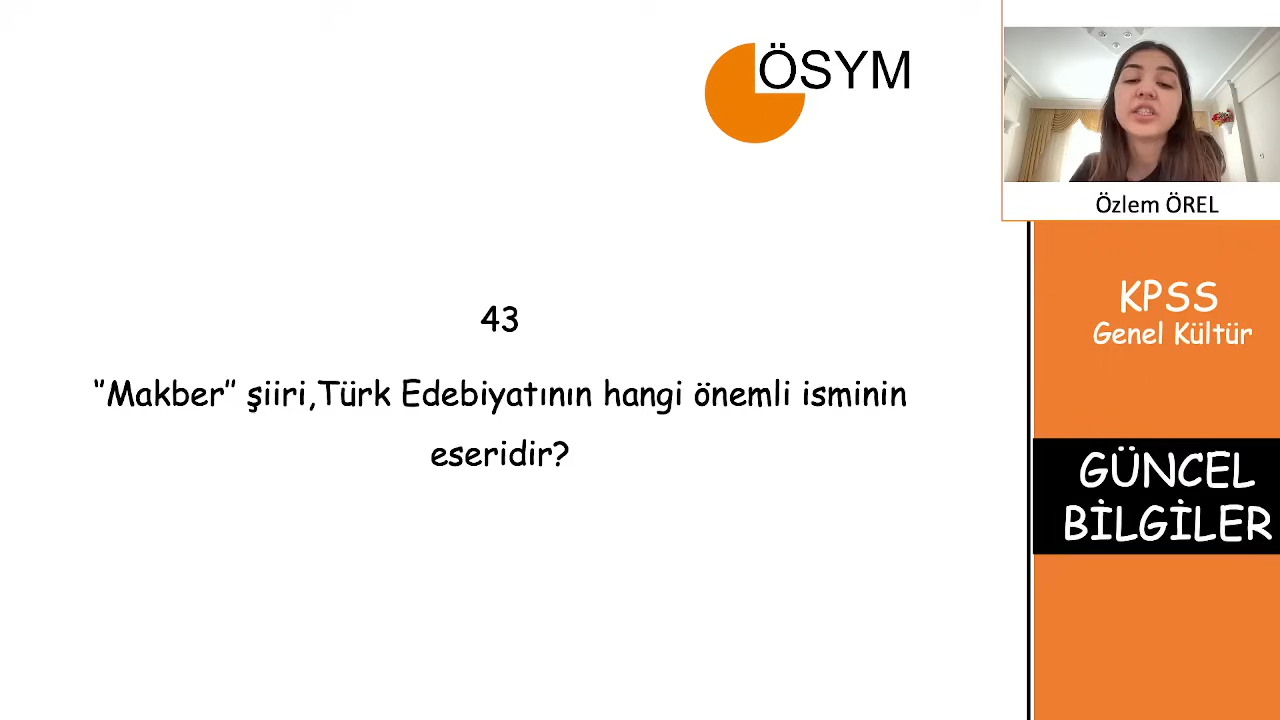 ÖSYM
Özlem ÖREL
43
‘’Makber’’ şiiri,Türk Edebiyatının hangi önemli isminin
eseridir?
KPSS
Genel Kültür
GÜNCEL
BİLGİLER